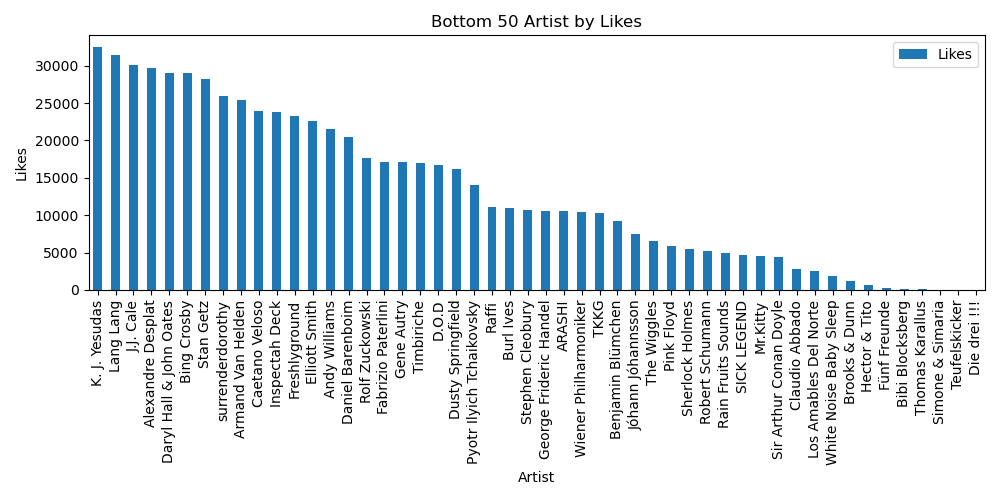 Bottom 50 Artist by Likes
Likes
Likes
30000
25000
20000
15000
10000
5000
0
K. J. Yesudas
Lang Lang
J.J. Cale
Alexandre Desplat
Daryl Hall & John Oates
Bing Crosby
Stan Getz
surrenderdorothy
Armand Van Helden
Caetano Veloso
Inspectah Deck
Freshlyground
Elliott Smith
Andy Williams
Daniel Barenboim
Rolf Zuckowski
Fabrizio Paterlini
Gene Autry
Timbiriche
D.O.D
Dusty Springfield
Pyotr Ilyich Tchaikovsky
Raffi
Burl Ives
Stephen Cleobury
George Frideric Handel
ARASHI
Wiener Philharmoniker
TKKG
Benjamin Blümchen
Jóhann Jóhannsson
The Wiggles
Pink Floyd
Sherlock Holmes
Robert Schumann
Rain Fruits Sounds
SICK LEGEND
Mr.Kitty
Sir Arthur Conan Doyle
Claudio Abbado
Los Amables Del Norte
White Noise Baby Sleep
Brooks & Dunn
Hector & Tito
Fünf Freunde
Bibi Blocksberg
Thomas Karallus
Simone & Simaria
Teufelskicker
Die drei !!!
Artist